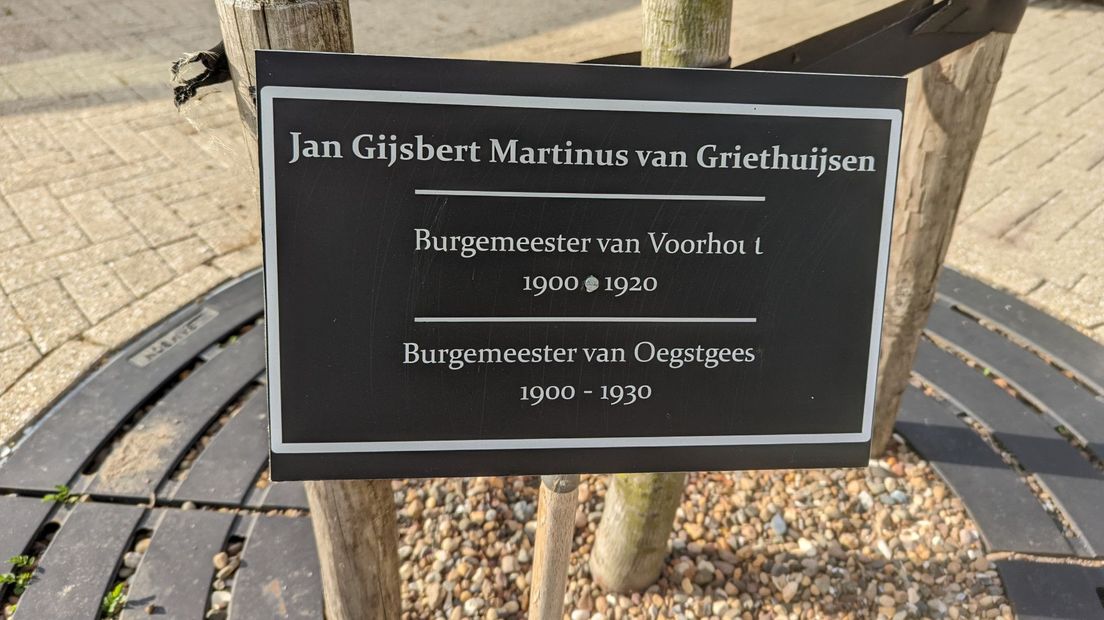 Jan Gijsbert Martinus van Griethuijsen
Burgemeester van Voorhout
1900 - 1920
Burgemeester van Oegstgees
1900 - 1930